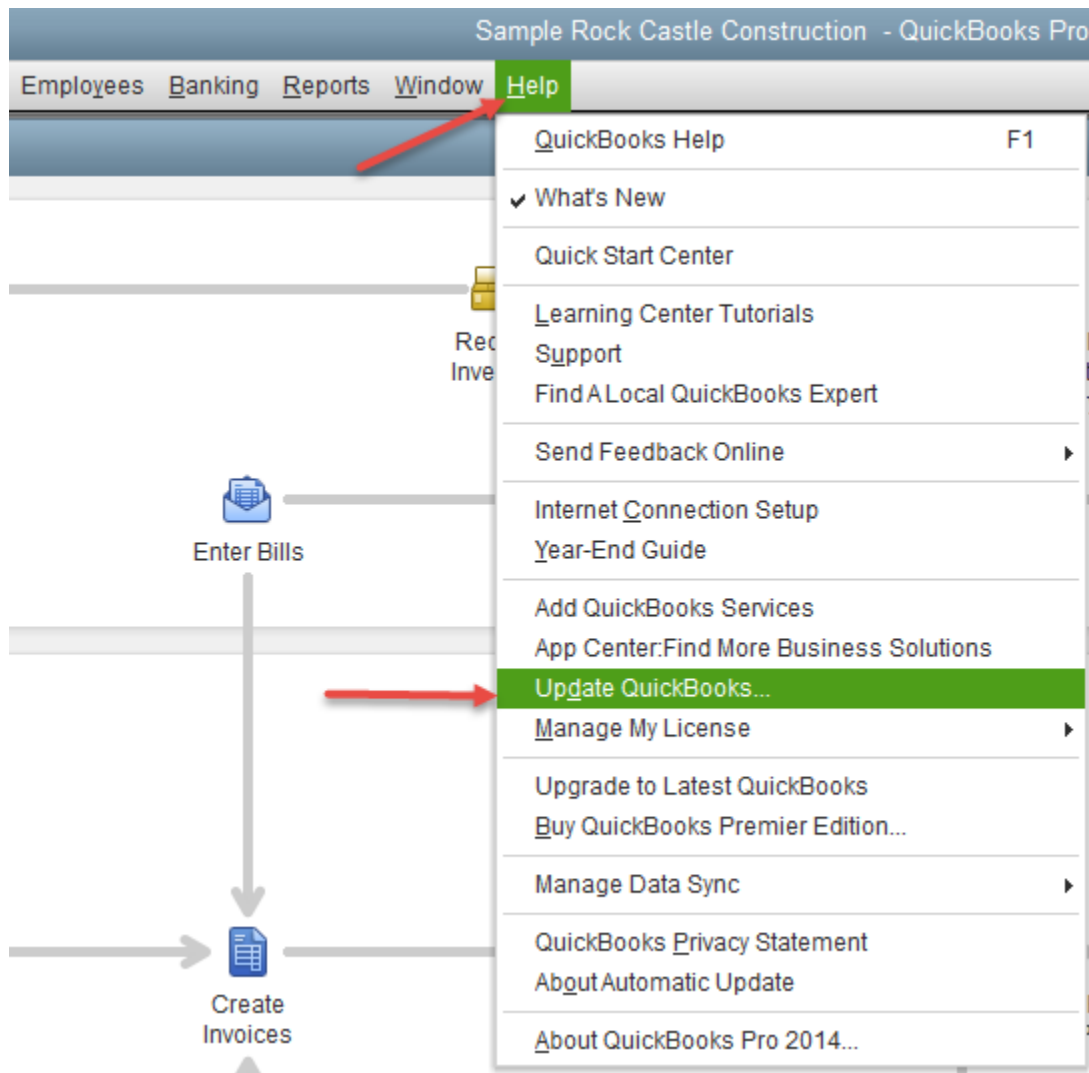 Sample Rock Castle Construction - QuickBooks Pro
Employees Banking Reports Window Help
QuickBooks Help F1
What's New
Quick Start Center
Learning Center Tutorials
Support
Find A Local QuickBooks Expert
Send Feedback Online
Internet Connection Setup
Year-End Guide
Add QuickBooks Services
App Center:Find More Business Solutions
Update QuickBooks...
Manage My License
Upgrade to Latest QuickBooks
Buy QuickBooks Premier Edition...
Manage Data Sync
QuickBooks Privacy Statement
About Automatic Update
About QuickBooks Pro 2014...
Rec
Inve
Enter Bills
Create
Invoices